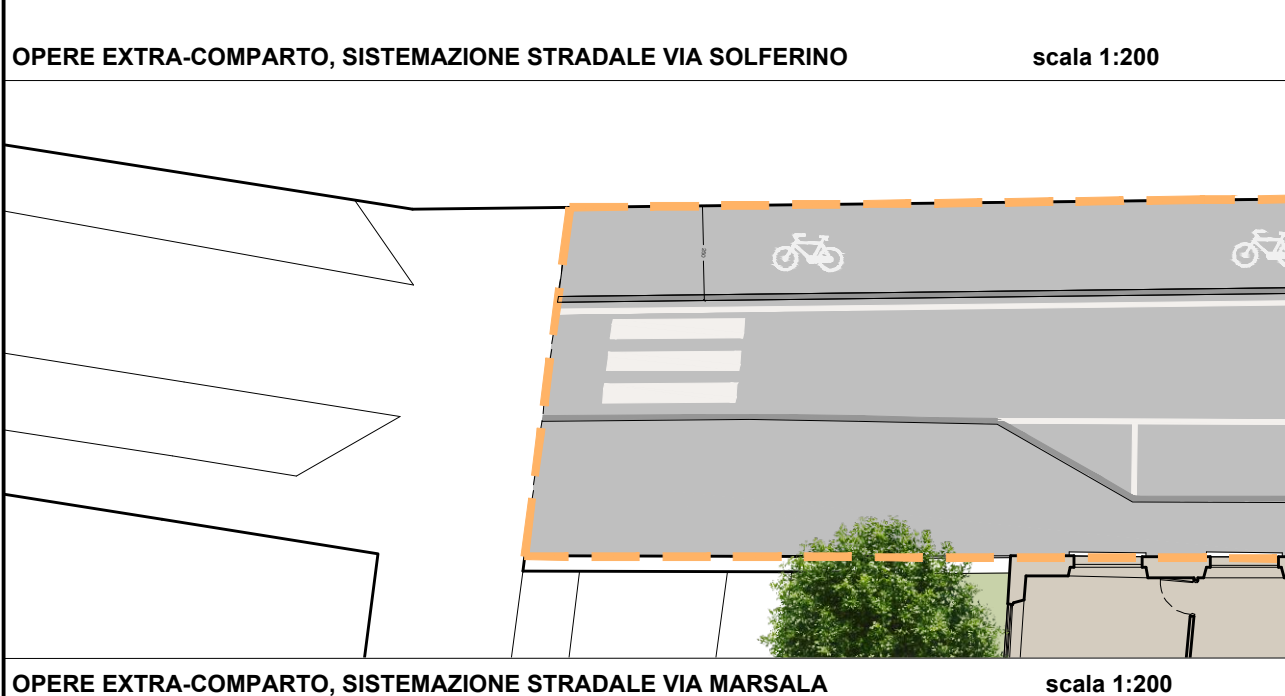 OPERE EXTRA-COMPARTO, SISTEMAZIONE STRADALE VIA SOLFERINO scala 1:200
OPERE EXTRA-COMPARTO, SISTEMAZIONE STRADALE VIA MARSALA scala 1:200